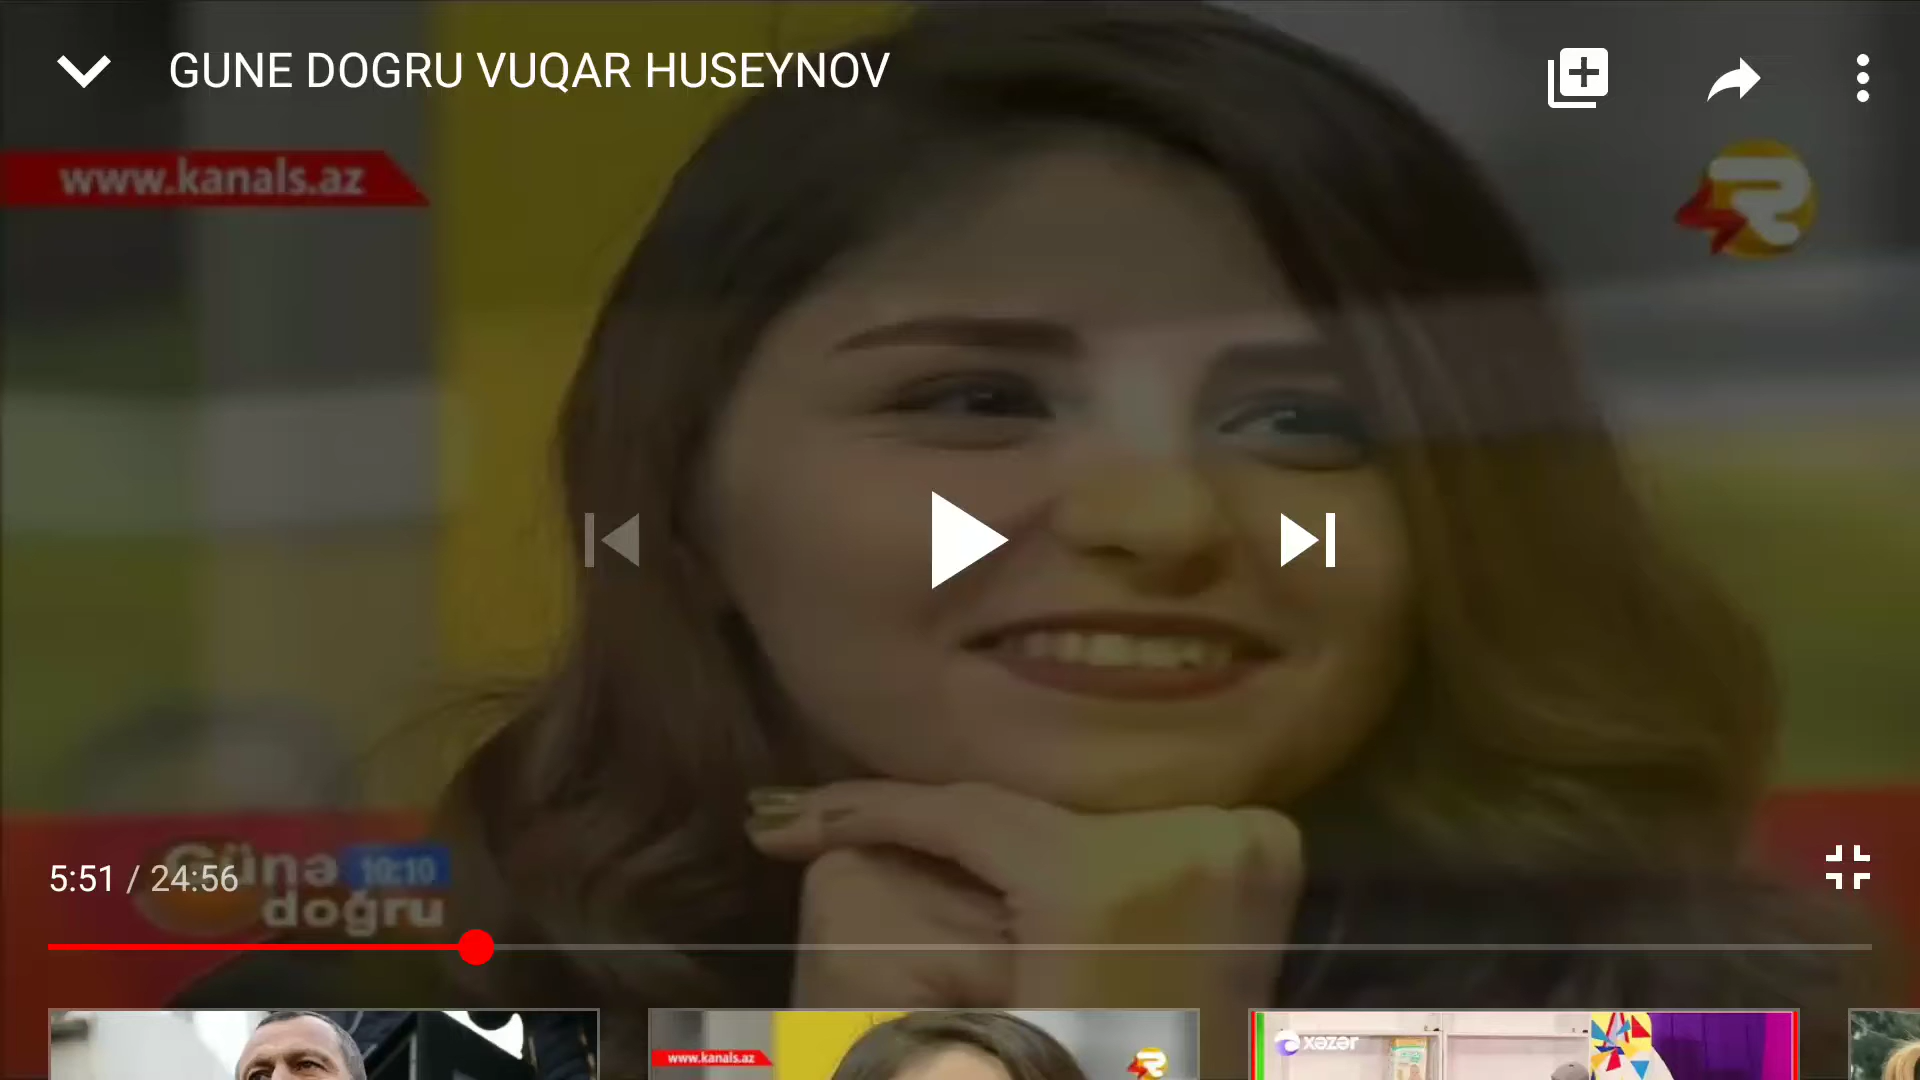 GUNE DOGRU VUQAR HUSEYNOV
www.kanals.az
Günə 10:10
doğru
5:51 / 24:56
www.kanals.az
xəzər